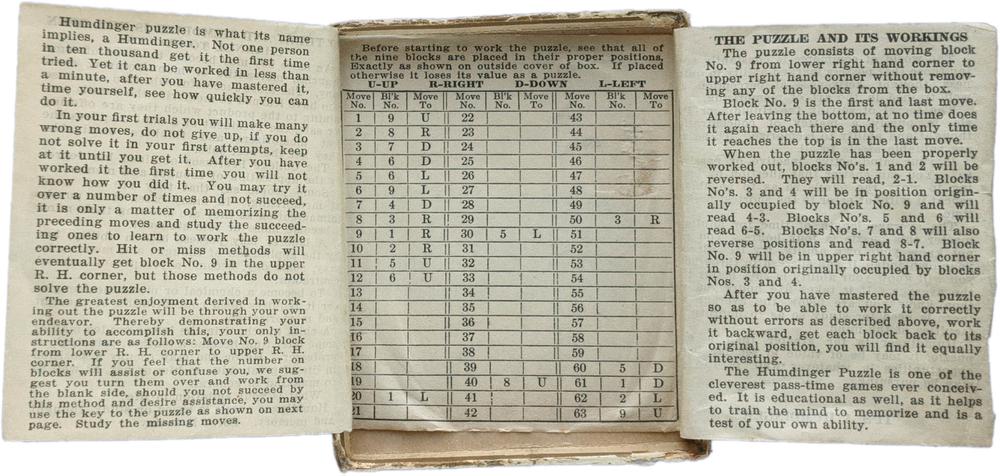 Humdinger puzzle is what its name
implies, a Humdinger. Not one person
in ten thousand get it the first time
tried. Yet it can be worked in less than
a minute, after you have mastered it,
time yourself, see how quickly you can
do it.
In your first trials you will make many
wrong moves, do not give up, if you do
not solve it in your first attempts, keep
at it until you get it. After you have
worked it the first time you will not
know how you did it. You may try it
over a number of times and not succeed,
it is only a matter of memorizing the
preceding moves and study the succeed-
ing ones to learn to work the puzzle
correctly. Hit or miss methods will
eventually get block No. 9 in the upper
R. H. corner, but those methods do not
solve the puzzle.
The greatest enjoyment derived in work-
ing out the puzzle will be through your own
endeavor. Thereby demonstrating your
ability to accomplish this, your only in-
structions are as follows: Move No. 9 block
from lower R. H. corner to upper R. H.
corner. If you feel that the number on
blocks will assist or confuse you, we sug-
gest you turn them over and work from
the blank side, should you not succeed by
this method and desire assistance, you may
use the key to the puzzle as shown on next
page. Study the missing moves.
Before starting to work the puzzle, see that all of
the nine blocks are placed in their proper positions,
Exactly as shown on outside cover of box. If placed
otherwise it loses its value as a puzzle.
U-UP R-RIGHT D-DOWN L-LEFT
Move No. Bl'k No. Move To Move No. Bl'k No. Move To Move No. Bl'k No. Move To
1 9 U 22 43
2 8 R 23 44
3 7 D 24 45
4 6 D 25 46
5 6 L 26 47
6 9 L 27 48
7 4 D 28 49
8 3 R 29 50 3 R
9 1 R 30 5 L 51
10 2 R 31 52
11 5 U 32 53
12 6 U 33 54
13 34 55
14 35 56
15 36 57
16 37 58
17 38 59
18 39 60 5 D
19 40 8 U 61 1 D
20 1 L 41 62 2 L
21 42 63 9 U
THE PUZZLE AND ITS WORKINGS
The puzzle consists of moving block
No. 9 from lower right hand corner to
upper right hand corner without remov-
ing any of the blocks from the box.
Block No. 9 is the first and last move.
After leaving the bottom, at no time does
it again reach there and the only time
it reaches the top is in the last move.
When the puzzle has been properly
worked out, blocks No's. 1 and 2 will be
reversed. They will read, 2-1. Blocks
No's. 3 and 4 will be in position origin-
ally occupied by block No. 9 and will
read 4-3. Blocks No's. 5 and 6 will
read 6-5. Blocks No's. 7 and 8 will also
reverse positions and read 8-7. Block
No. 9 will be in upper right hand corner
in position originally occupied by blocks
Nos. 3 and 4.
After you have mastered the puzzle
so as to be able to work it correctly
without errors as described above, work
it backward, get each block back to its
original position, you will find it equally
interesting.
The Humdinger Puzzle is one of the
cleverest pass-time games ever conceiv-
ed. It is educational as well, as it helps
to train the mind to memorize and is a
test of your own ability.